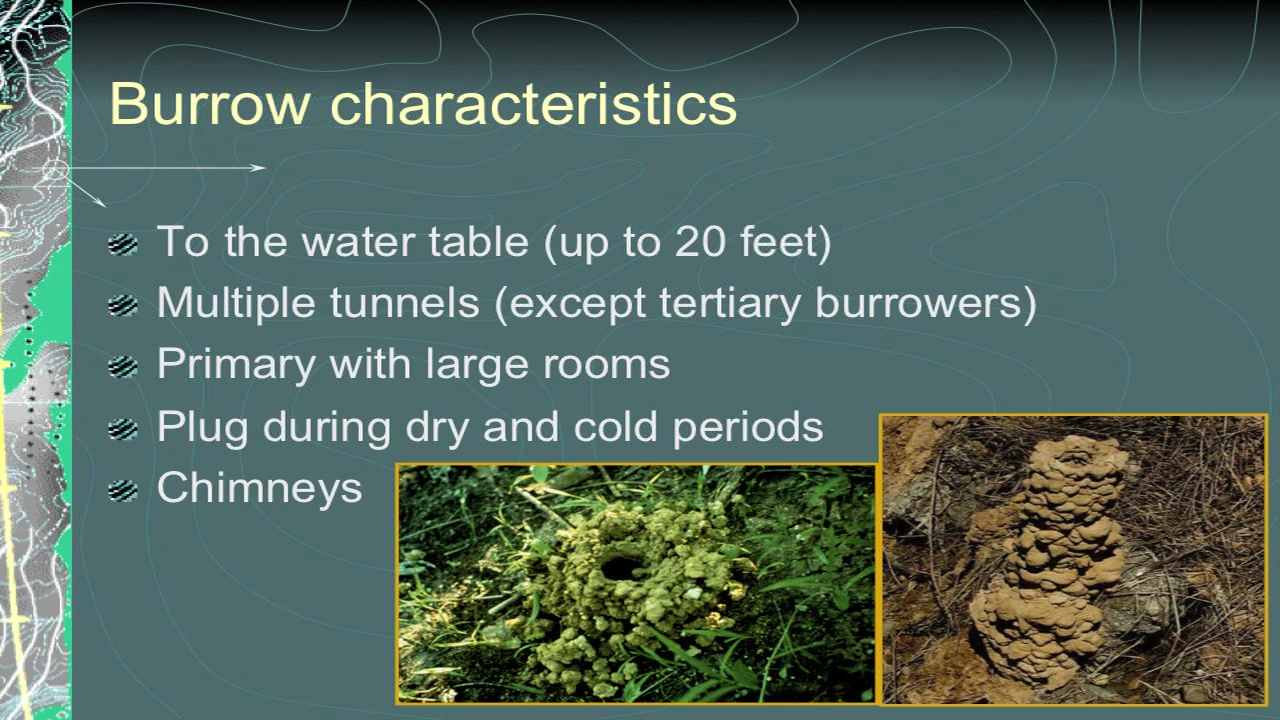 Burrow characteristics
To the water table (up to 20 feet)
Multiple tunnels (except tertiary burrowers)
Primary with large rooms
Plug during dry and cold periods
Chimneys